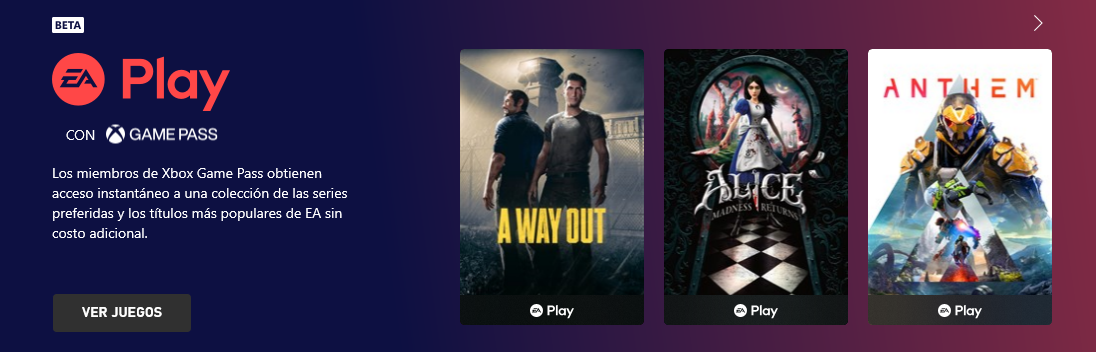 BETA
EA Play
CON XBOX GAME PASS
Los miembros de Xbox Game Pass obtienen
acceso instantáneo a una colección de las series
preferidas y los títulos más populares de EA sin
costo adicional.
VER JUEGOS
A WAY OUT
EA Play
ALICE
MADNESS RETURNS
EA Play
ANTHEM
EA Play